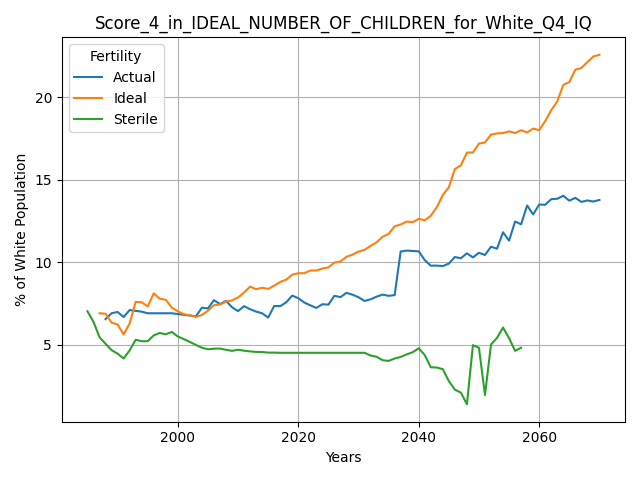 Score_4_in_IDEAL_NUMBER_OF_CHILDREN_for_White_Q4_IQ
Fertility
Actual
Ideal
Sterile
% of White Population
20
15
10
5
2000
2020
2040
2060
Years